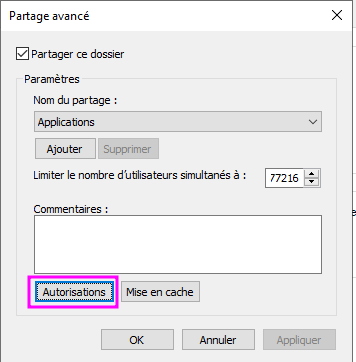 Partage avancé
Partager ce dossier
Paramètres
Nom du partage :
Applications
Ajouter Supprimer
Limiter le nombre d'utilisateurs simultanés à : 77216
Commentaires :
Autorisations Mise en cache
OK Annuler Appliquer